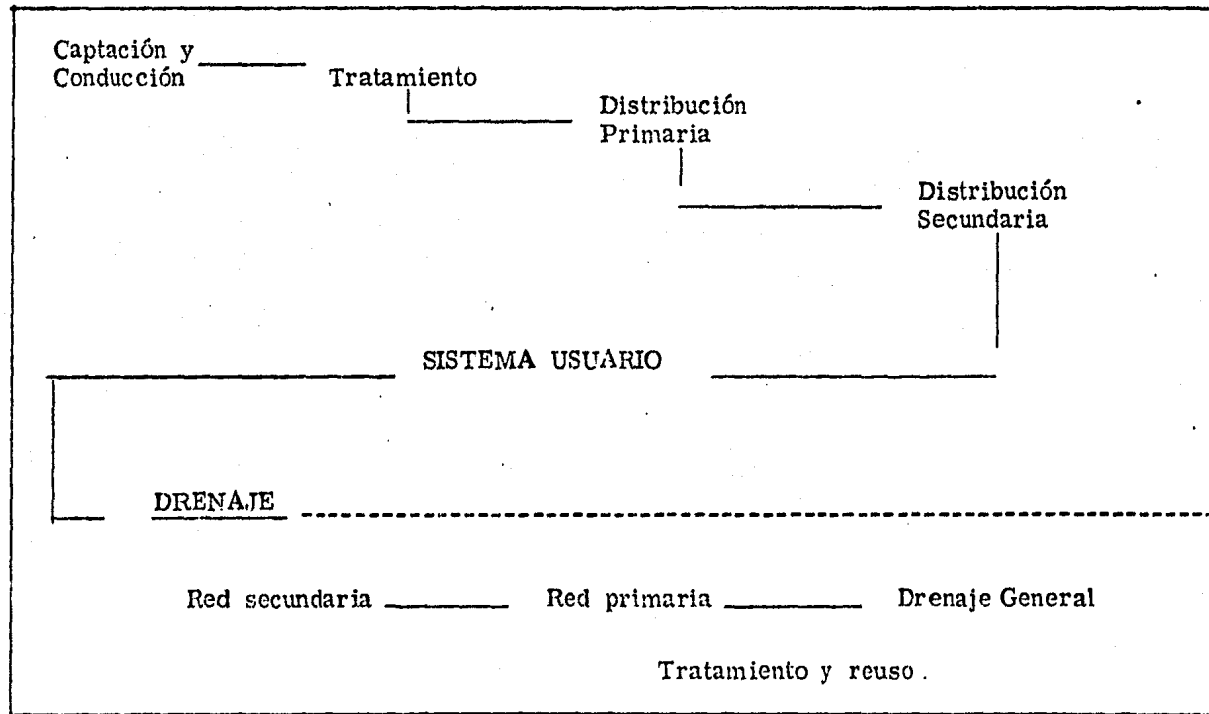 Captación y
Conducción
Tratamiento
Distribución
Primaria
Distribución
Secundaria
SISTEMA USUARIO
DRENAJE
Red secundaria Red primaria Drenaje General
Tratamiento y reuso.